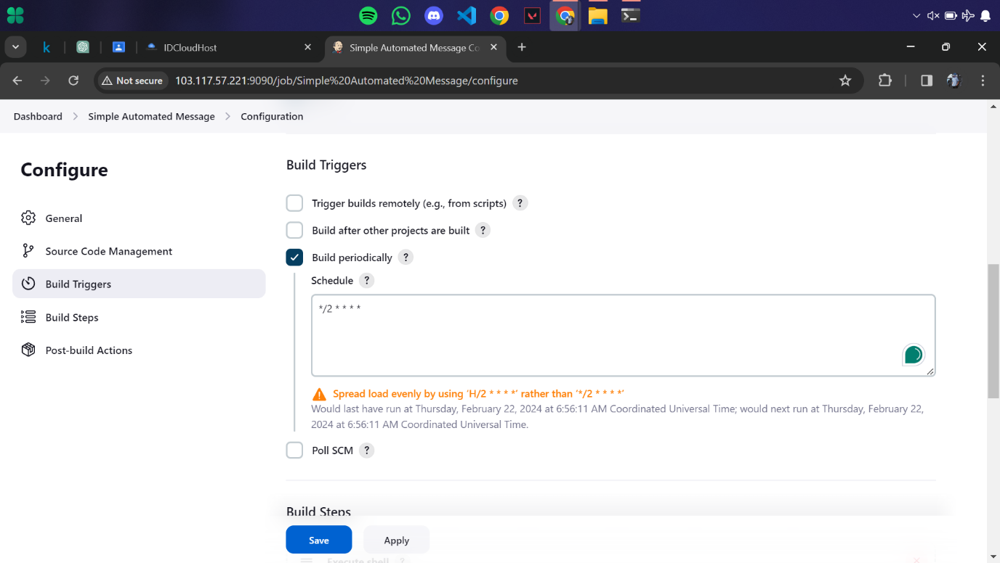 IDCloudHost
Simple Automated Message Co
Not secure
103.117.57.221:9090/job/Simple%20Automated%20Message/configure
Dashboard
Simple Automated Message
Configuration
Configure
General
Source Code Management
Build Triggers
Build Steps
Post-build Actions
Build Triggers
Trigger builds remotely (e.g., from scripts) ?
Build after other projects are built ?
Build periodically ?
Schedule ?
*/2 * * * *
Spread load evenly by using ‘H/2 * * * *’ rather than ‘*/2 * * * *’
Would last have run at Thursday, February 22, 2024 at 6:56:11 AM Coordinated Universal Time; would next run at Thursday, February 22,
2024 at 6:56:11 AM Coordinated Universal Time.
Poll SCM ?
Build Steps
Save
Apply
Execute shell ?